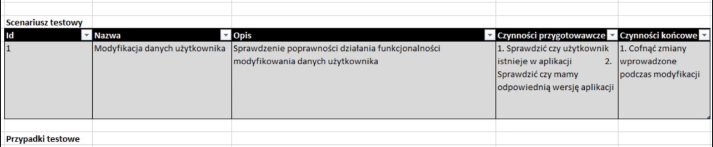 Scenariusz testowy
Id Nazwa Opis Czynności przygotowawcze Czynności końcowe
1 Modyfikacja danych użytkownika Sprawdzenie poprawności działania funkcjonalności modyfikowania danych użytkownika 1. Sprawdzić czy użytkownik istnieje w aplikacji 2. Sprawdzić czy mamy odpowiednią wersję aplikacji 1. Cofnąć zmiany wprowadzone podczas modyfikacji
Przypadki testowe